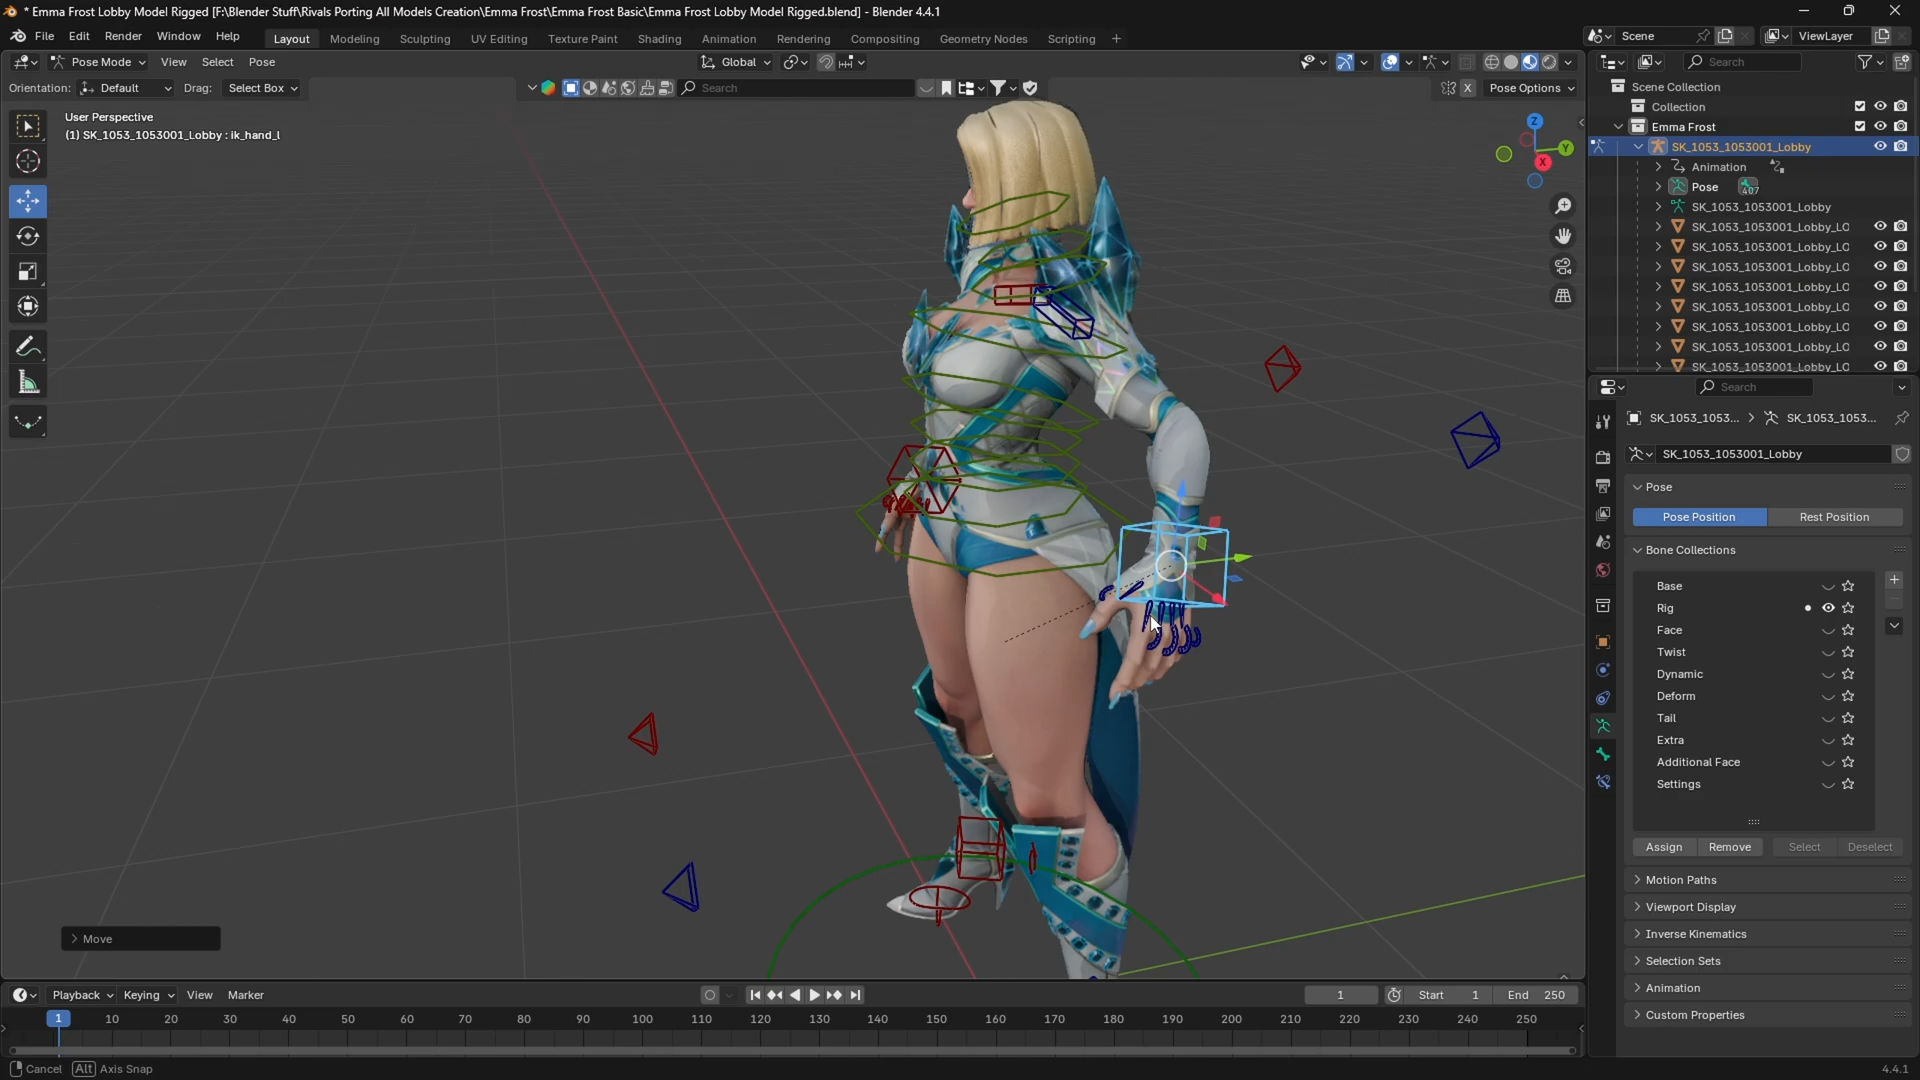 * Emma Frost Lobby Model Rigged [F:\Blender Stuff\Rivals Porting All Models Creation\Emma Frost\Emma Frost Basic\Emma Frost Lobby Model Rigged.blend] - Blender 4.4.1
File Edit Render Window Help Layout Modeling Sculpting UV Editing Texture Paint Shading Animation Rendering Compositing Geometry Nodes Scripting + Scene ViewLayer
Pose Mode View Select Pose Global Search
Orientation: Default Drag: Select Box Search X Pose Options
User Perspective
(1) SK_1053_1053001_Lobby : ik_hand_l
Z
Y
X
Scene Collection
Collection
Emma Frost
SK_1053_1053001_Lobby
Animation
Pose 407
SK_1053_1053001_Lobby
SK_1053_1053001_Lobby_LO
SK_1053_1053001_Lobby_LO
SK_1053_1053001_Lobby_LO
SK_1053_1053001_Lobby_LO
SK_1053_1053001_Lobby_LO
SK_1053_1053001_Lobby_LO
SK_1053_1053001_Lobby_LO
SK_1053_1053001_Lobby_LO
Search
SK_1053_1053... > SK_1053_1053...
SK_1053_1053001_Lobby
Pose
Pose Position Rest Position
Bone Collections
Base
Rig
Face
Twist
Dynamic
Deform
Tail
Extra
Additional Face
Settings
Assign Remove Select Deselect
Motion Paths
Viewport Display
Inverse Kinematics
Selection Sets
Animation
Custom Properties
Move
Playback Keying View Marker 1 Start 1 End 250
1 10 20 30 40 50 60 70 80 90 100 110 120 130 140 150 160 170 180 190 200 210 220 230 240 250
Cancel Alt Axis Snap 4.4.1